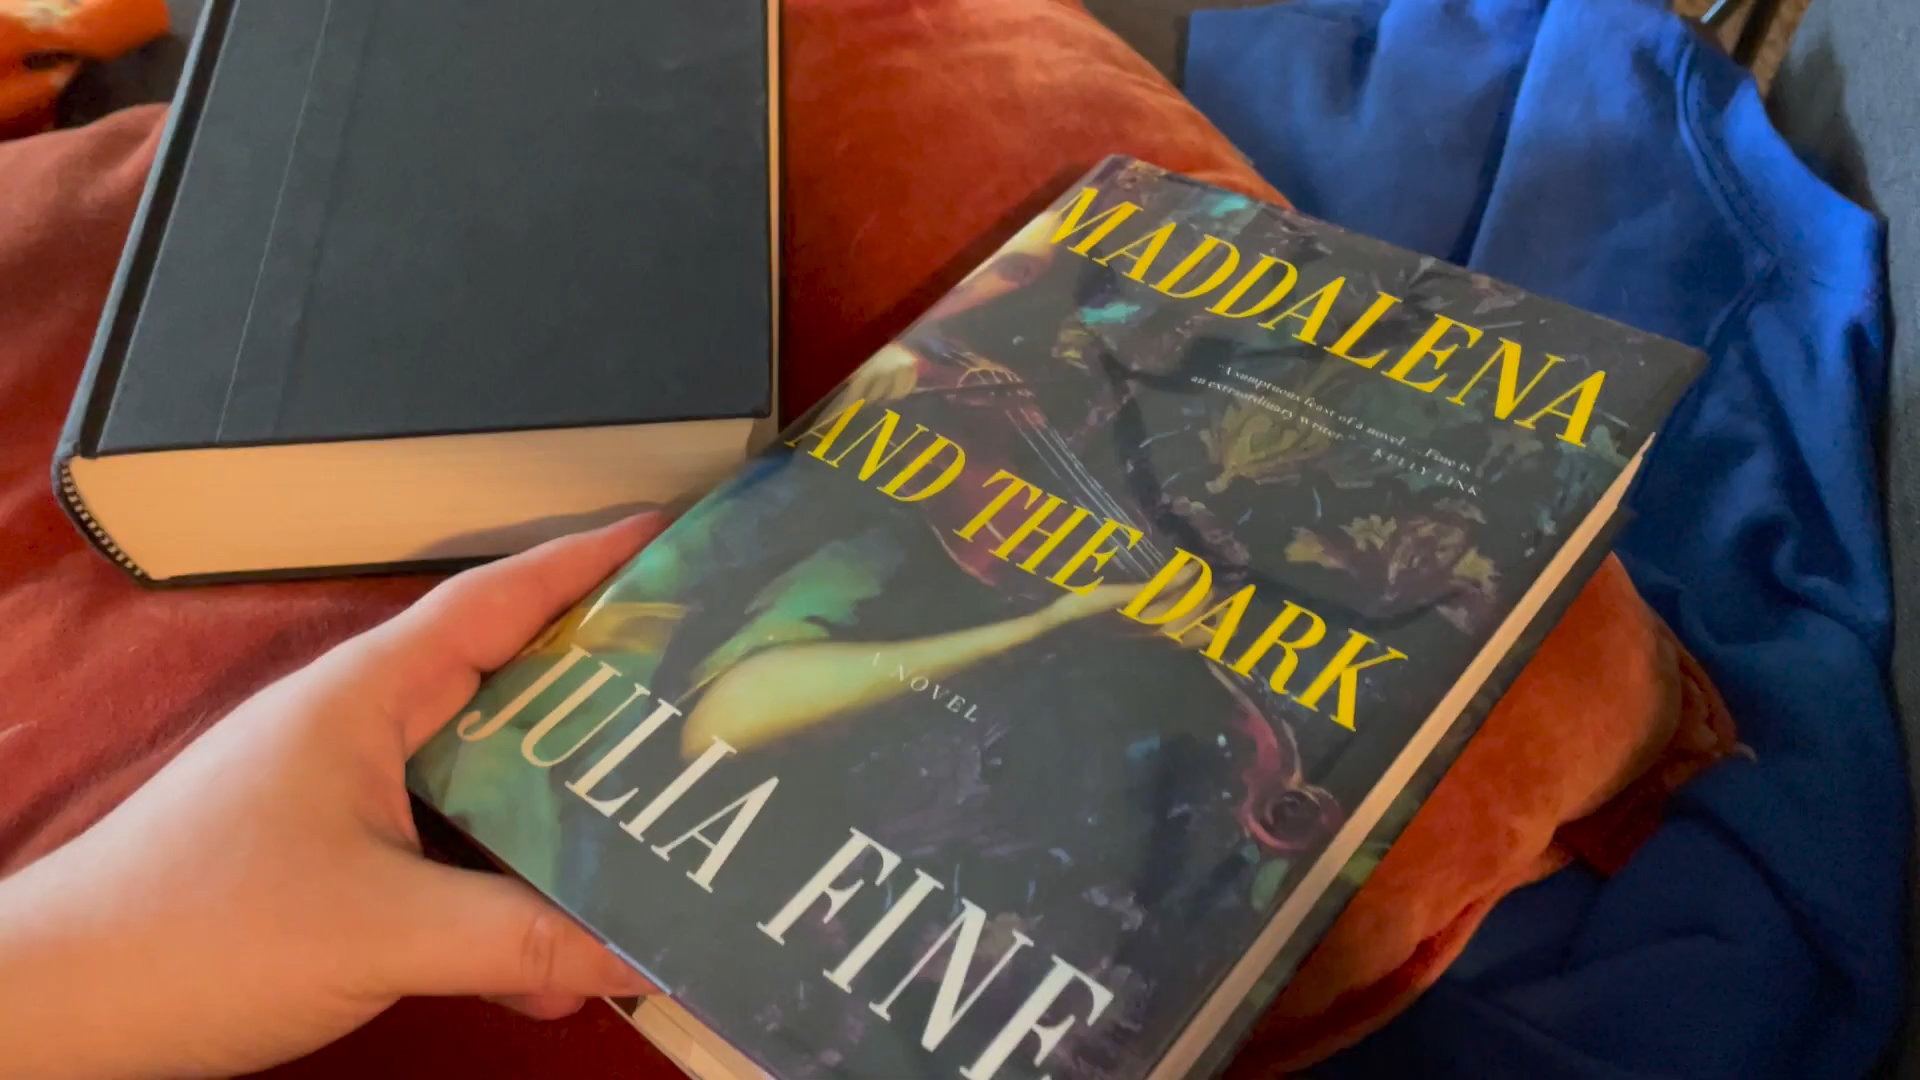 MADDALENA
"A sumptuous feast of a novel ... Fine is
an extraordinary writer."
KELLY LINK
AND THE DARK
A NOVEL
JULIA FINE